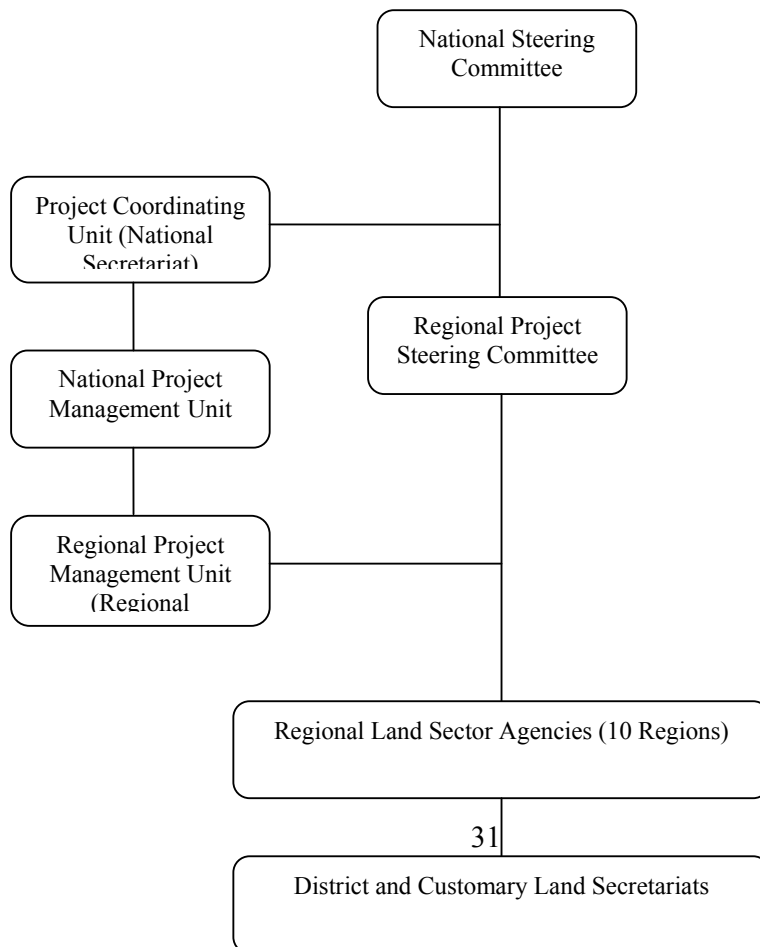 National Steering
Committee
Project Coordinating
Unit (National
Secretariat)
Regional Project
Steering Committee
National Project
Management Unit
Regional Project
Management Unit
(Regional
Regional Land Sector Agencies (10 Regions)
31
District and Customary Land Secretariats